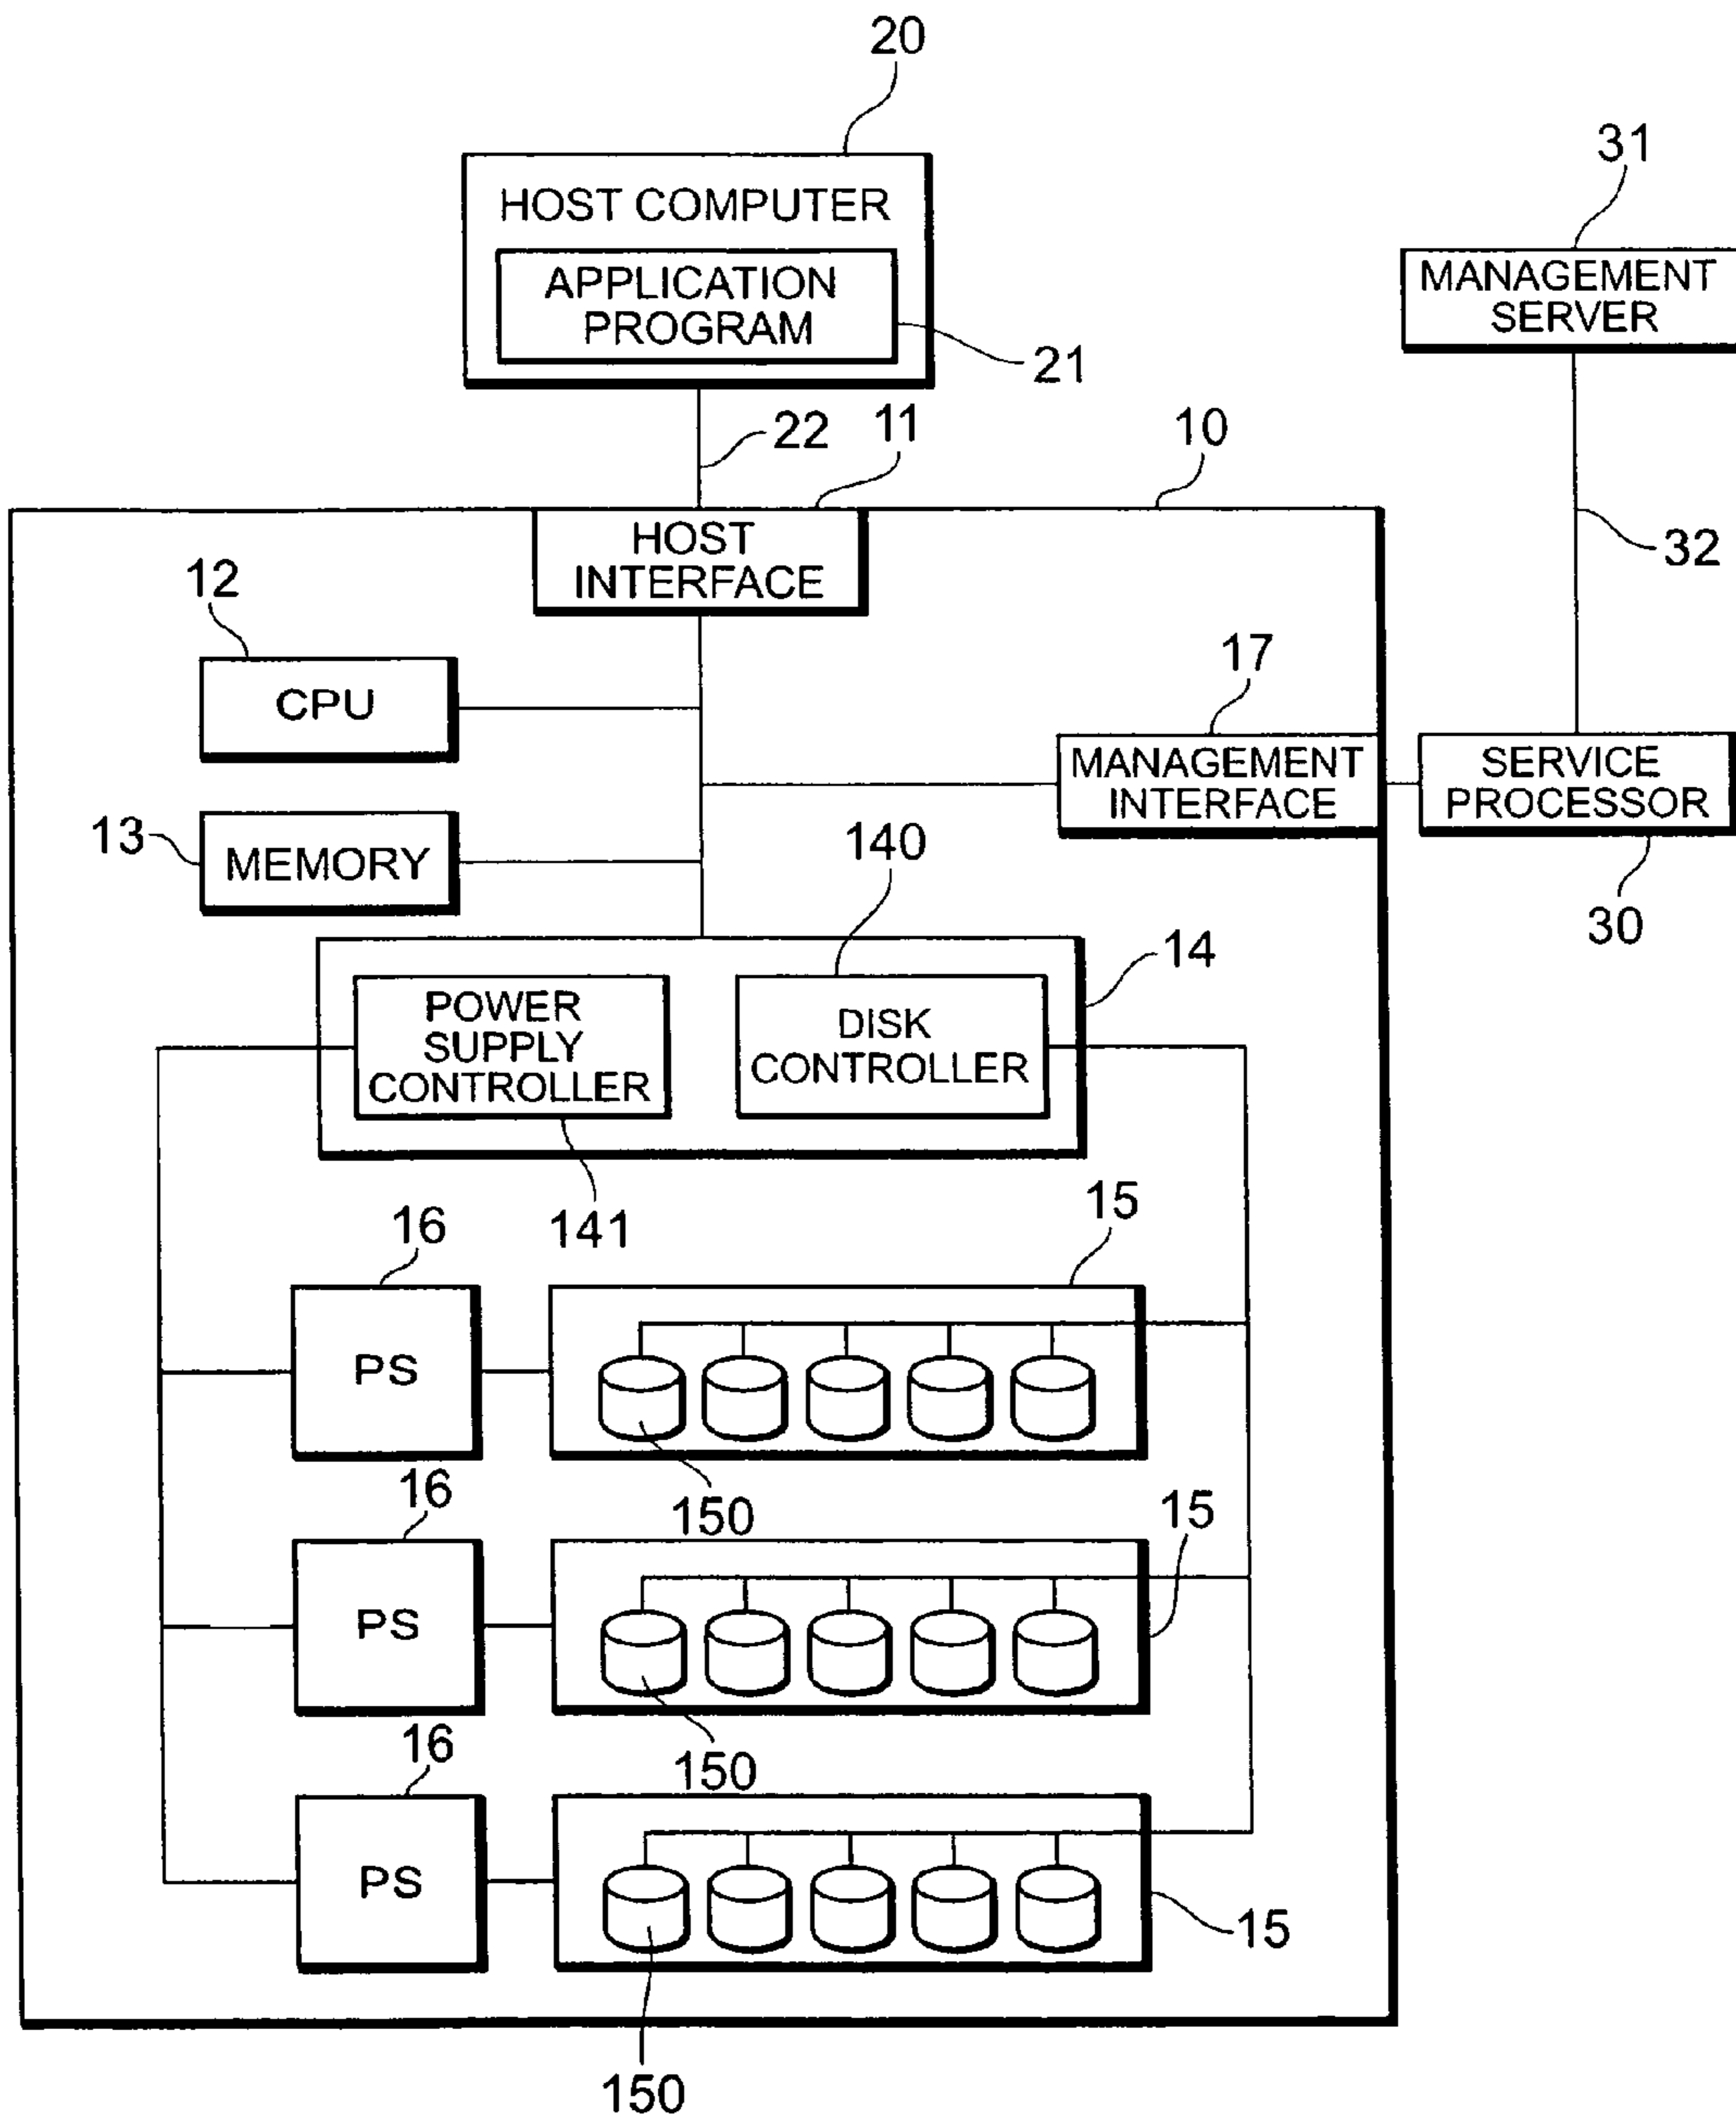 20
31
HOST COMPUTER
APPLICATION
PROGRAM
21
MANAGEMENT
SERVER
22
11
10
32
HOST
INTERFACE
12
CPU
17
MANAGEMENT
INTERFACE
SERVICE
PROCESSOR
13
MEMORY
140
30
14
POWER
SUPPLY
CONTROLLER
DISK
CONTROLLER
141
16
15
PS
150
16
15
PS
150
16
PS
15
150